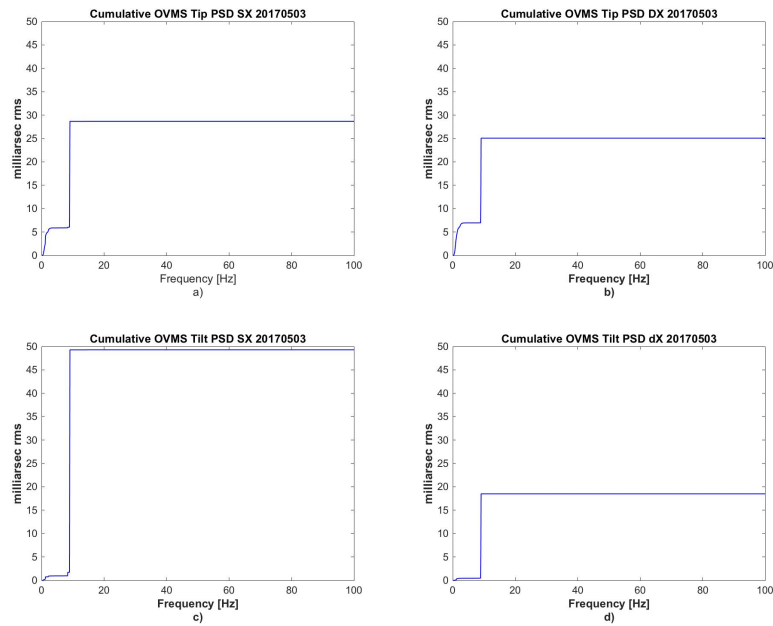 Cumulative OVMS Tip PSD SX 20170503
50
45
40
35
30
25
20
15
10
5
0
milliarsec rms
0 20 40 60 80 100
Frequency [Hz]
a)
Cumulative OVMS Tip PSD DX 20170503
50
45
40
35
30
25
20
15
10
5
0
milliarsec rms
0 20 40 60 80 100
Frequency [Hz]
b)
Cumulative OVMS Tilt PSD SX 20170503
50
45
40
35
30
25
20
15
10
5
0
milliarsec rms
0 20 40 60 80 100
Frequency [Hz]
c)
Cumulative OVMS Tilt PSD dX 20170503
50
45
40
35
30
25
20
15
10
5
0
milliarsec rms
0 20 40 60 80 100
Frequency [Hz]
d)